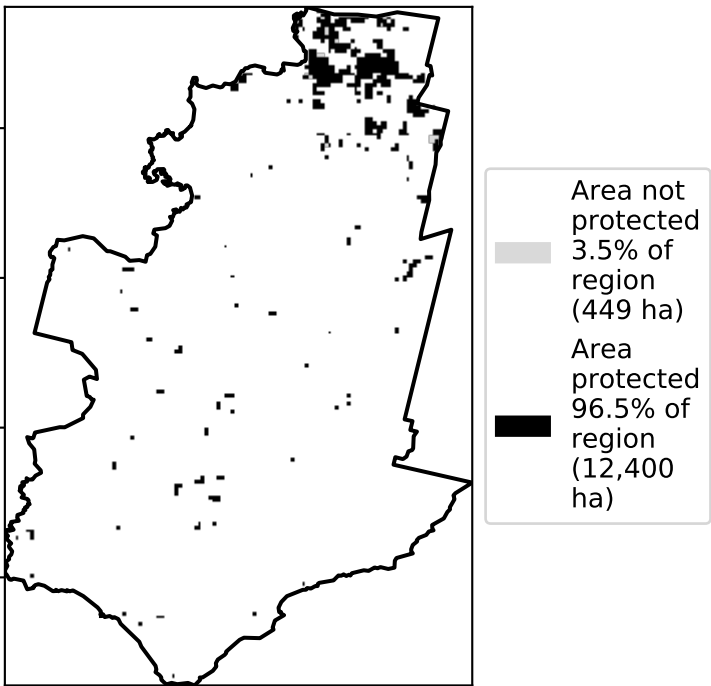 Area not
protected
3.5% of
region
(449 ha)
Area
protected
96.5% of
region
(12,400
ha)